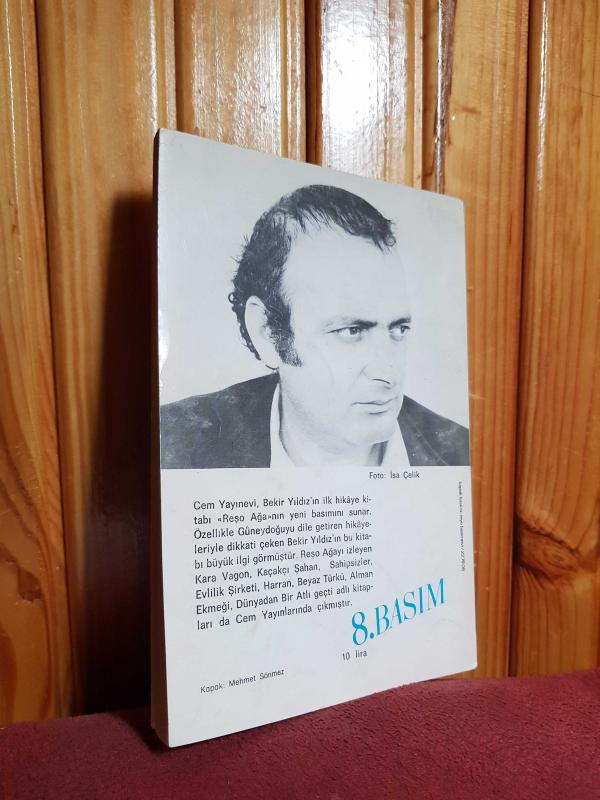 Foto: İsa Çelik
Cem Yayınevi, Bekir Yıldız'ın ilk hikâye ki-
tabı «Reşo Ağa»nın yeni basımını sunar.
Özellikle Güneydoğuyu dile getiren hikâye-
leriyle dikkati çeken Bekir Yıldız'ın bu kita-
bı büyük ilgi görmüştür. Reşo Ağayı izleyen
Kara Vagon, Kaçakçı Şahan, Sahipsizler,
Evlilik Şirketi, Harran, Beyaz Türkü, Alman
Ekmeği, Dünyadan Bir Atlı geçti adlı kitap-
ları da Cem Yayınlarında çıkmıştır.
8.BASIM
10 lira
Kapak: Mehmet Sönmez